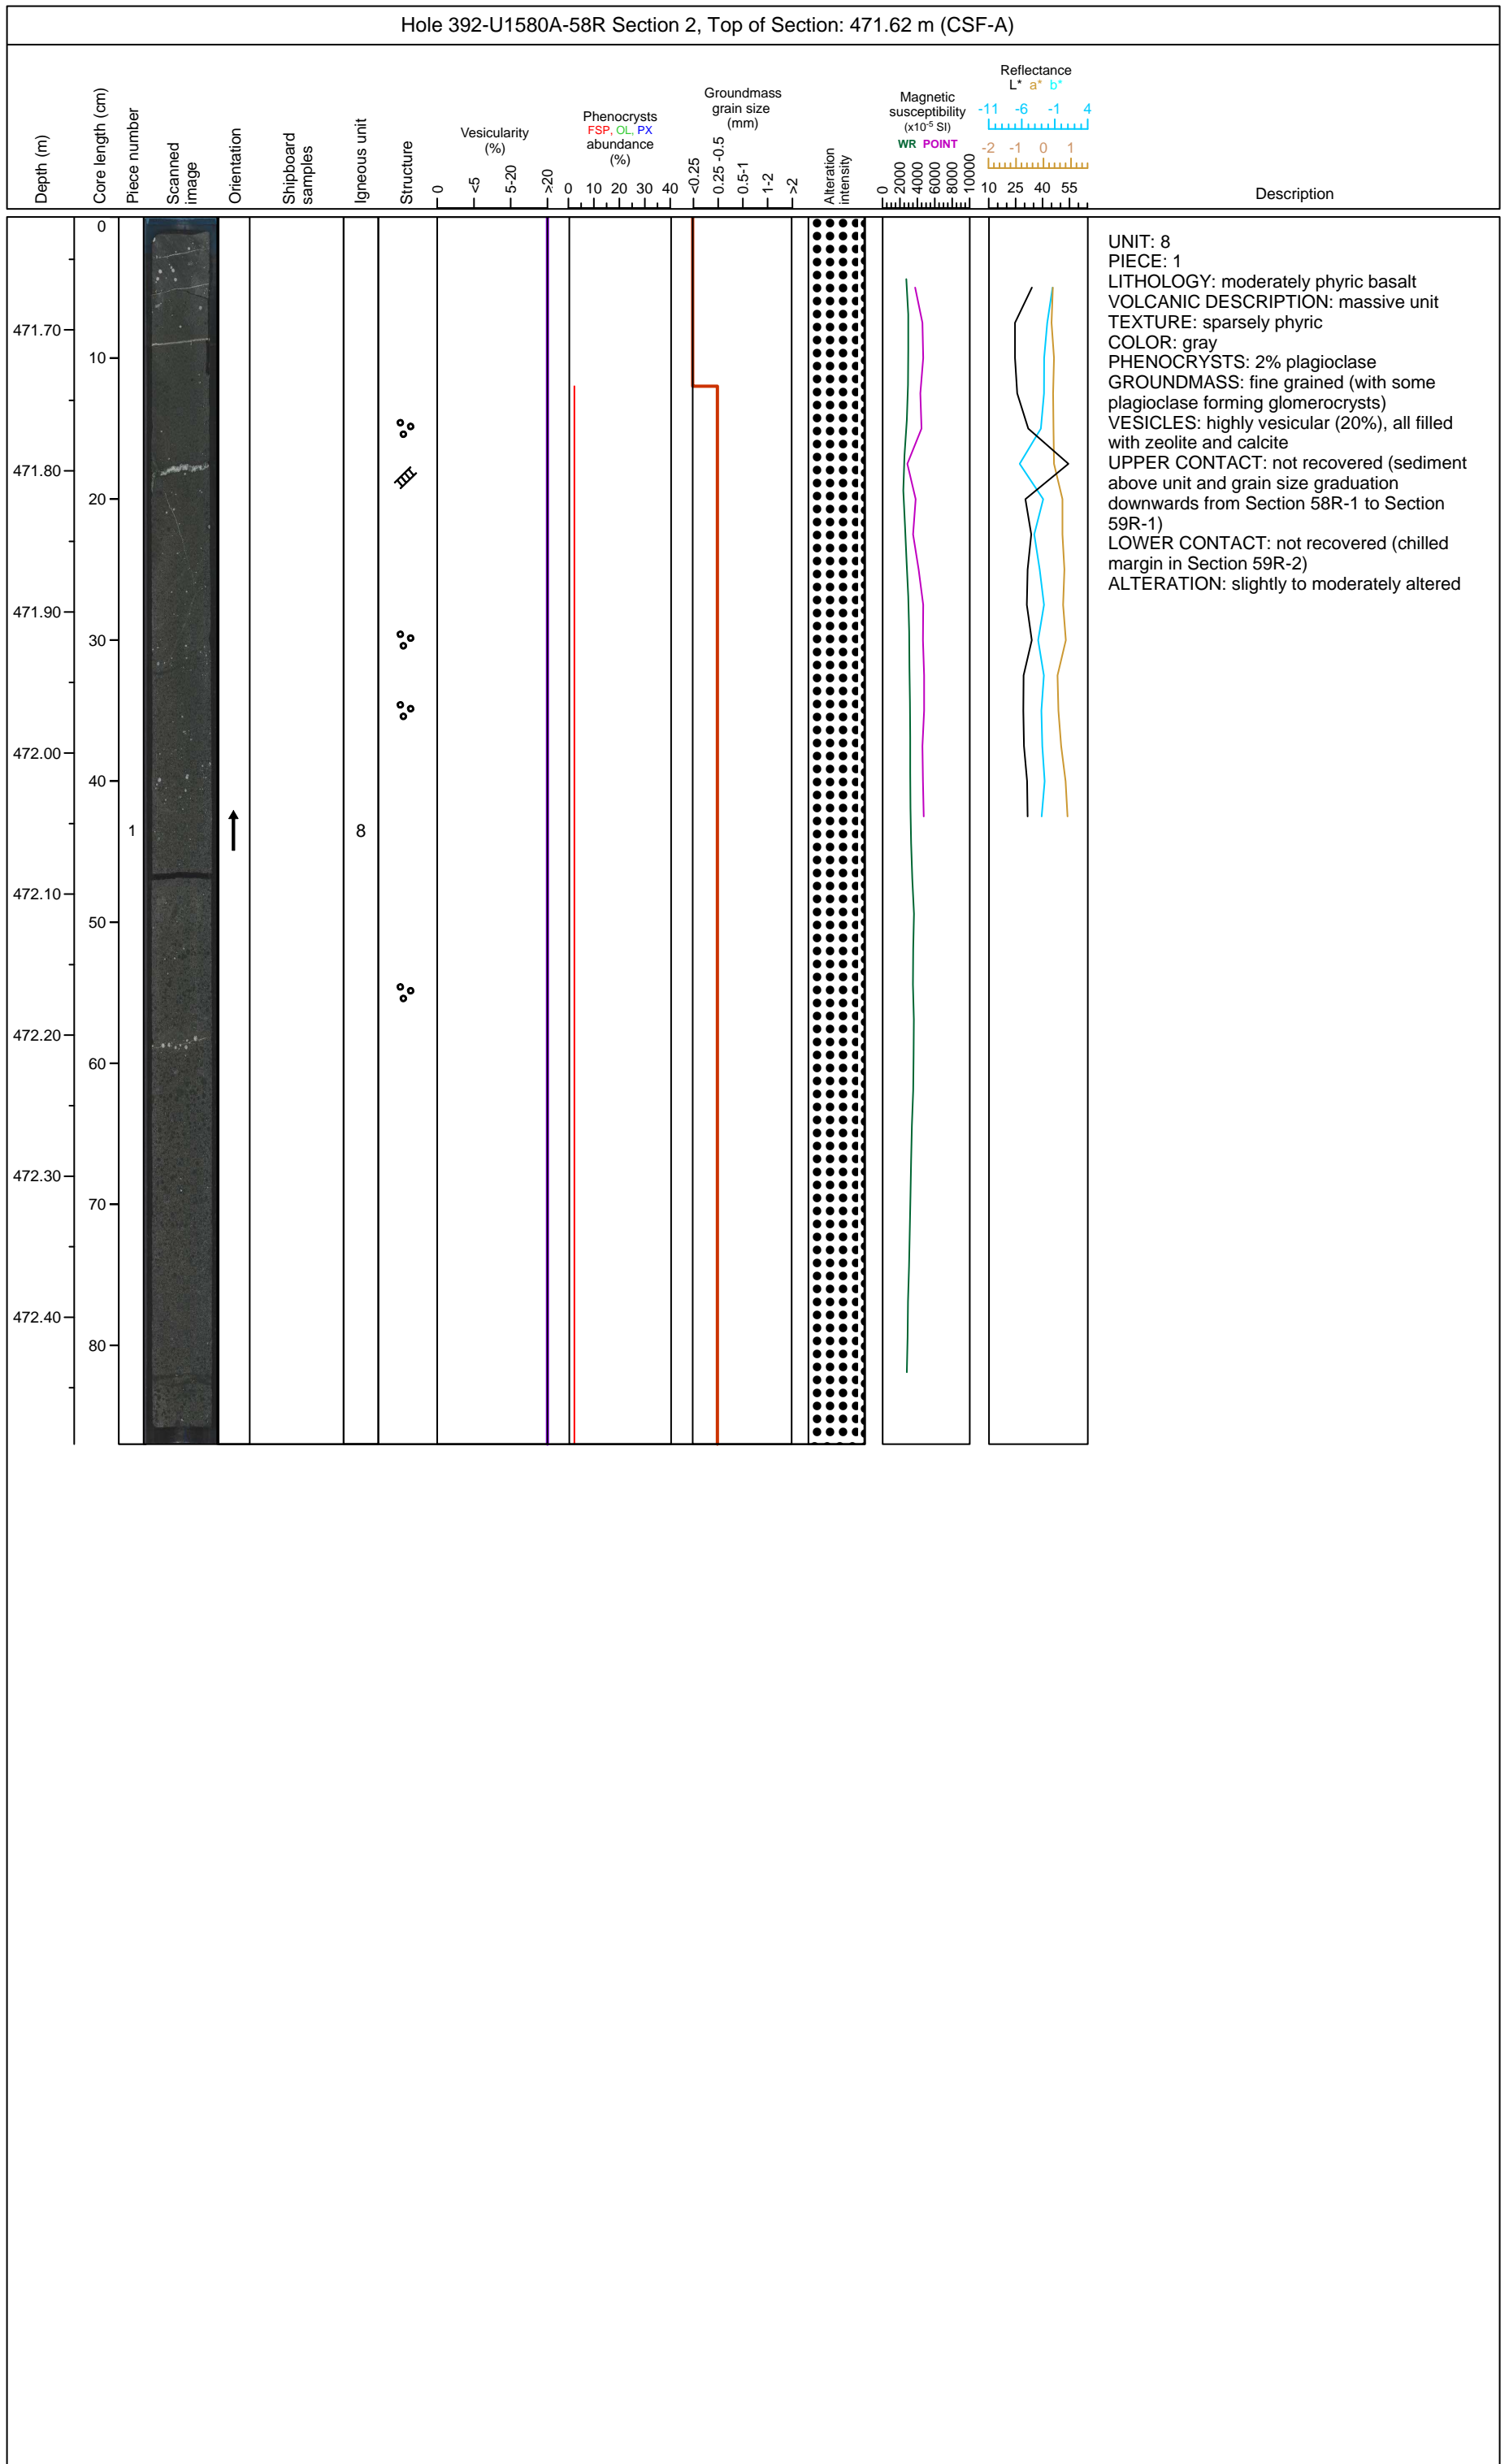 Hole 392-U1580A-58R Section 2, Top of Section: 471.62 m (CSF-A)
Depth (m)
Core length (cm)
Piece number
Scanned
image
Orientation
Shipboard
samples
Igneous unit
Structure
Vesicularity
(%)
0
<5
5-20
>20
Phenocrysts
FSP, OL, PX
abundance
(%)
0 10 20 30 40
Groundmass
grain size
(mm)
<0.25
0.25 -0.5
0.5-1
1-2
>2
Alteration
intensity
Magnetic
susceptibility
(x10-5 SI)
WR POINT
0
2000
4000
6000
8000
10000
Reflectance
L* a* b*
-11 -6 -1 4
-2 -1 0 1
10 25 40 55
Description
0
471.70
10
471.80
20
471.90
30
472.00
40
1
8
472.10
50
472.20
60
472.30
70
472.40
80
UNIT: 8
PIECE: 1
LITHOLOGY: moderately phyric basalt
VOLCANIC DESCRIPTION: massive unit
TEXTURE: sparsely phyric
COLOR: gray
PHENOCRYSTS: 2% plagioclase
GROUNDMASS: fine grained (with some
plagioclase forming glomerocrysts)
VESICLES: highly vesicular (20%), all filled
with zeolite and calcite
UPPER CONTACT: not recovered (sediment
above unit and grain size graduation
downwards from Section 58R-1 to Section
59R-1)
LOWER CONTACT: not recovered (chilled
margin in Section 59R-2)
ALTERATION: slightly to moderately altered